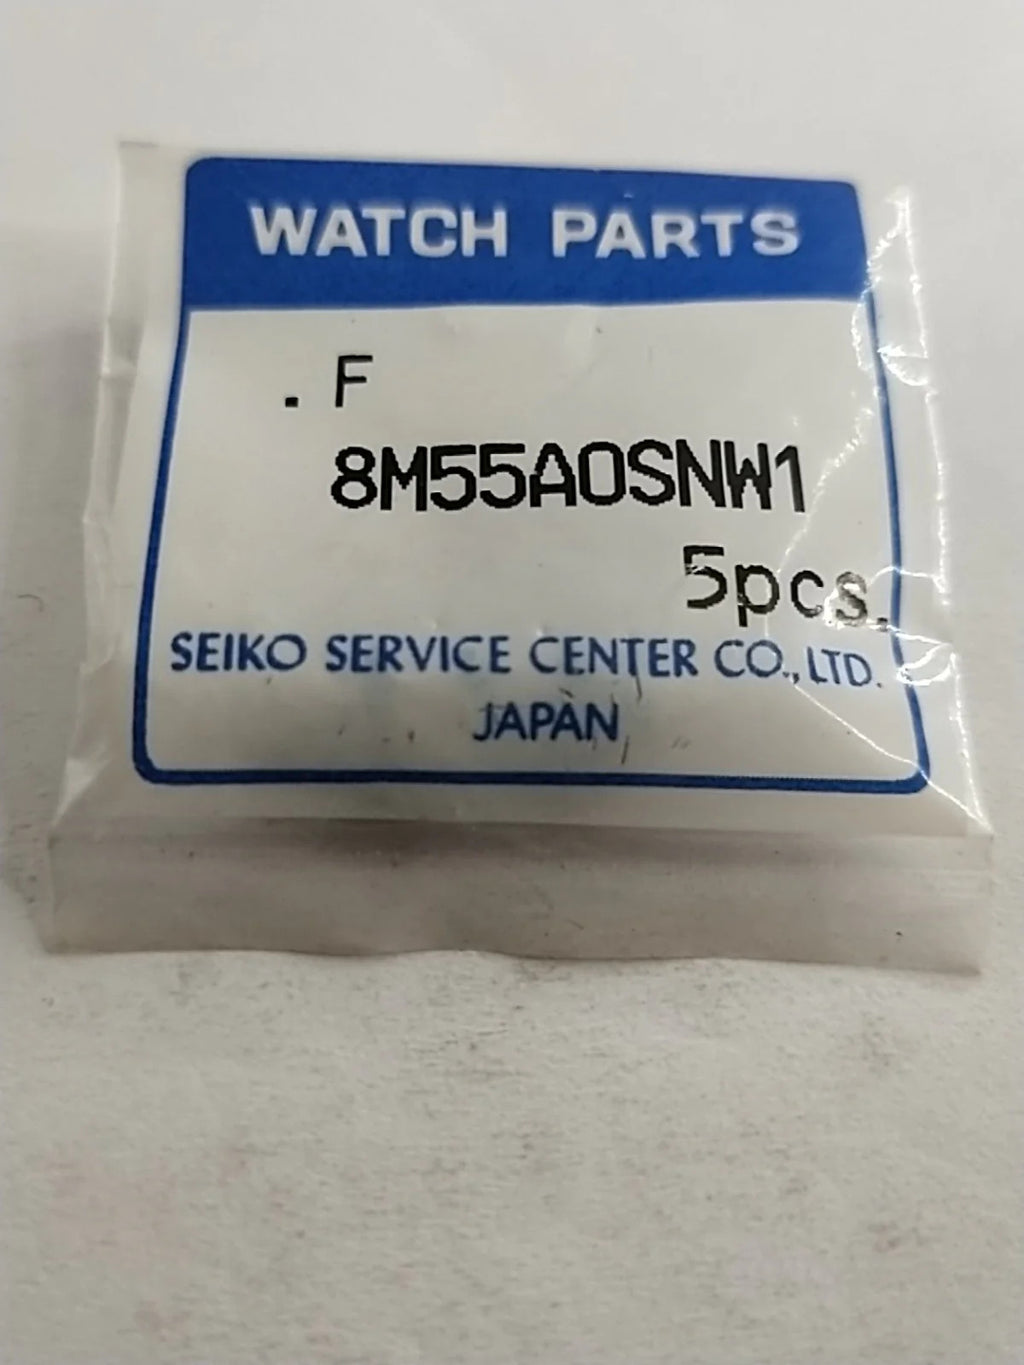 WATCH PARTS
. F
8M55A0SNW1
5pcs.
SEIKO SERVICE CENTER CO., LTD.
JAPAN